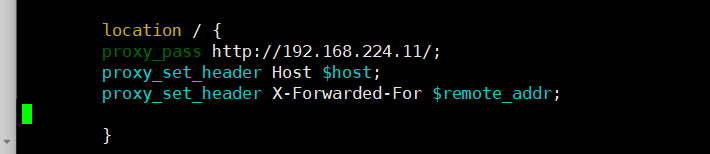 location / {
proxy_pass http://192.168.224.11/;
proxy_set_header Host $host;
proxy_set_header X-Forwarded-For $remote_addr;
}